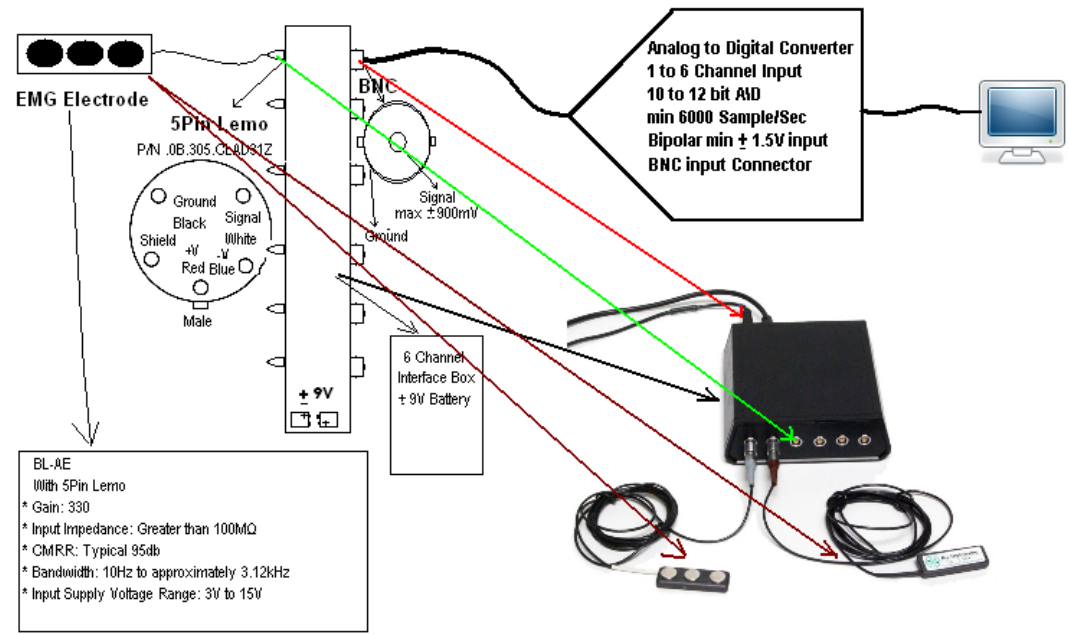 EMG Electrode
5Pin Lemo
P/N .0B.305.CLAD31Z
Ground
Black
Signal
White
Shield
+V
-V
Red Blue
Male
BNC
Signal
max ±900mV
Ground
Analog to Digital Converter
1 to 6 Channel Input
10 to 12 bit A\D
min 6000 Sample/Sec
Bipolar min ± 1.5V input
BNC input Connector
± 9V
6 Channel
Interface Box
± 9V Battery
BL-AE
With 5Pin Lemo
* Gain: 330
* Input Impedance: Greater than 100MΩ
* CMRR: Typical 95db
* Bandwidth: 10Hz to approximately 3.12kHz
* Input Supply Voltage Range: 3V to 15V